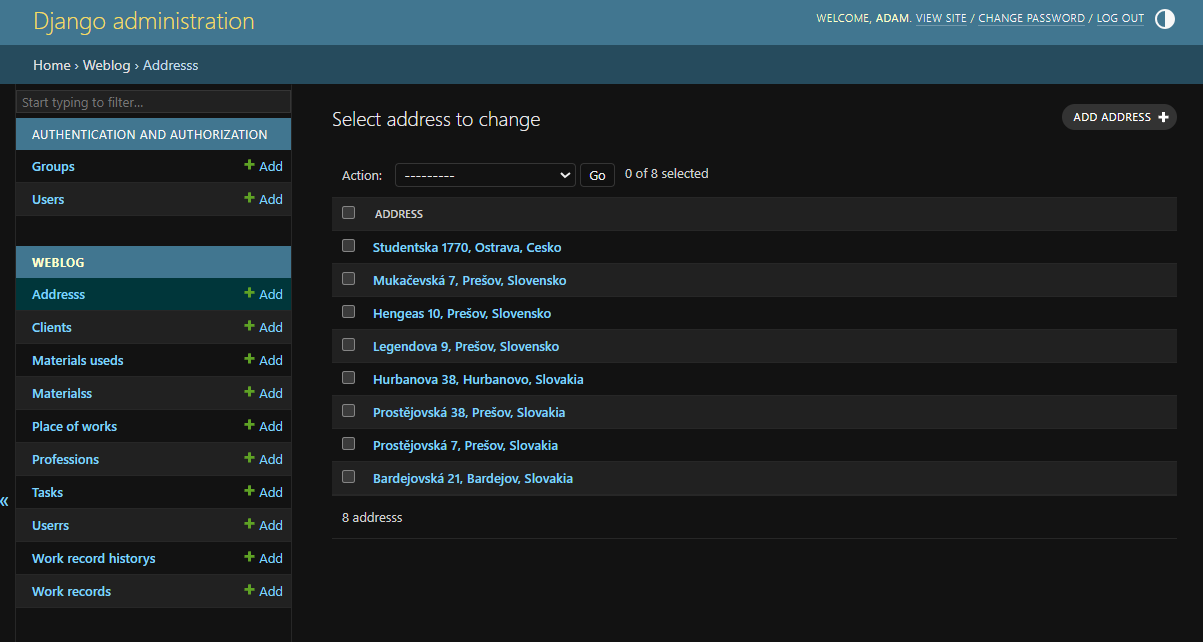 Django administration
WELCOME, ADAM. VIEW SITE / CHANGE PASSWORD / LOG OUT
Home › Weblog › Addresss
Start typing to filter...
AUTHENTICATION AND AUTHORIZATION
Groups + Add
Users + Add
WEBLOG
Addresss + Add
Clients + Add
Materials useds + Add
Materialss + Add
Place of works + Add
Professions + Add
Tasks + Add
Userrs + Add
Work record historys + Add
Work records + Add
«
Select address to change
ADD ADDRESS +
Action: --------- Go 0 of 8 selected
ADDRESS
Studentska 1770, Ostrava, Cesko
Mukačevská 7, Prešov, Slovensko
Hengeas 10, Prešov, Slovensko
Legendova 9, Prešov, Slovensko
Hurbanova 38, Hurbanovo, Slovakia
Prostějovská 38, Prešov, Slovakia
Prostějovská 7, Prešov, Slovakia
Bardejovská 21, Bardejov, Slovakia
8 addresss